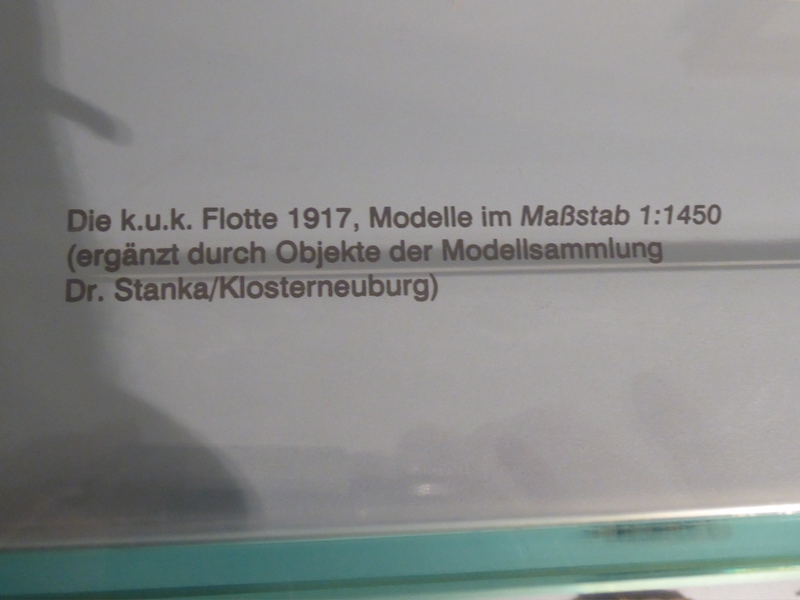 Die k.u.k. Flotte 1917, Modelle im Maßstab 1:1450
(ergänzt durch Objekte der Modellsammlung
Dr. Stanka/Klosterneuburg)